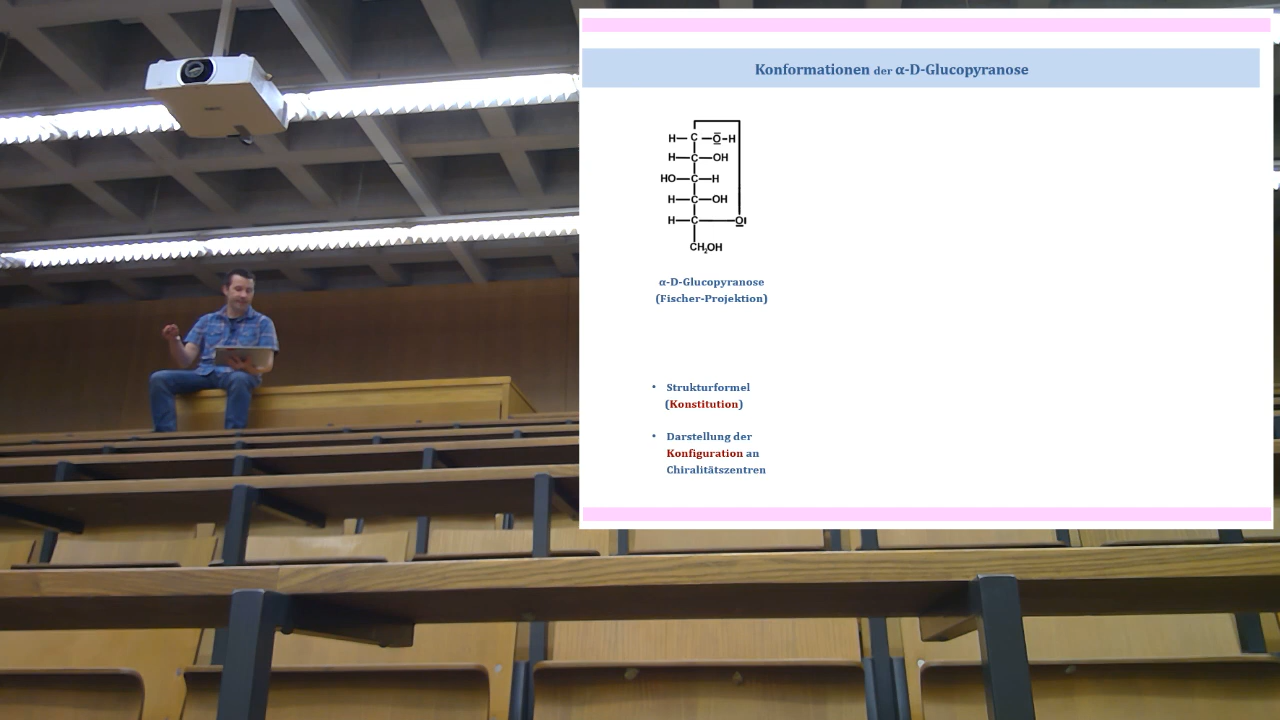 Konformationen der α-D-Glucopyranose
H–C–O–H
H–C–OH
HO–C–H
H–C–OH
H–C–O
CH₂OH
α-D-Glucopyranose
(Fischer-Projektion)
• Strukturformel
(Konstitution)
• Darstellung der
Konfiguration an
Chiralitätszentren